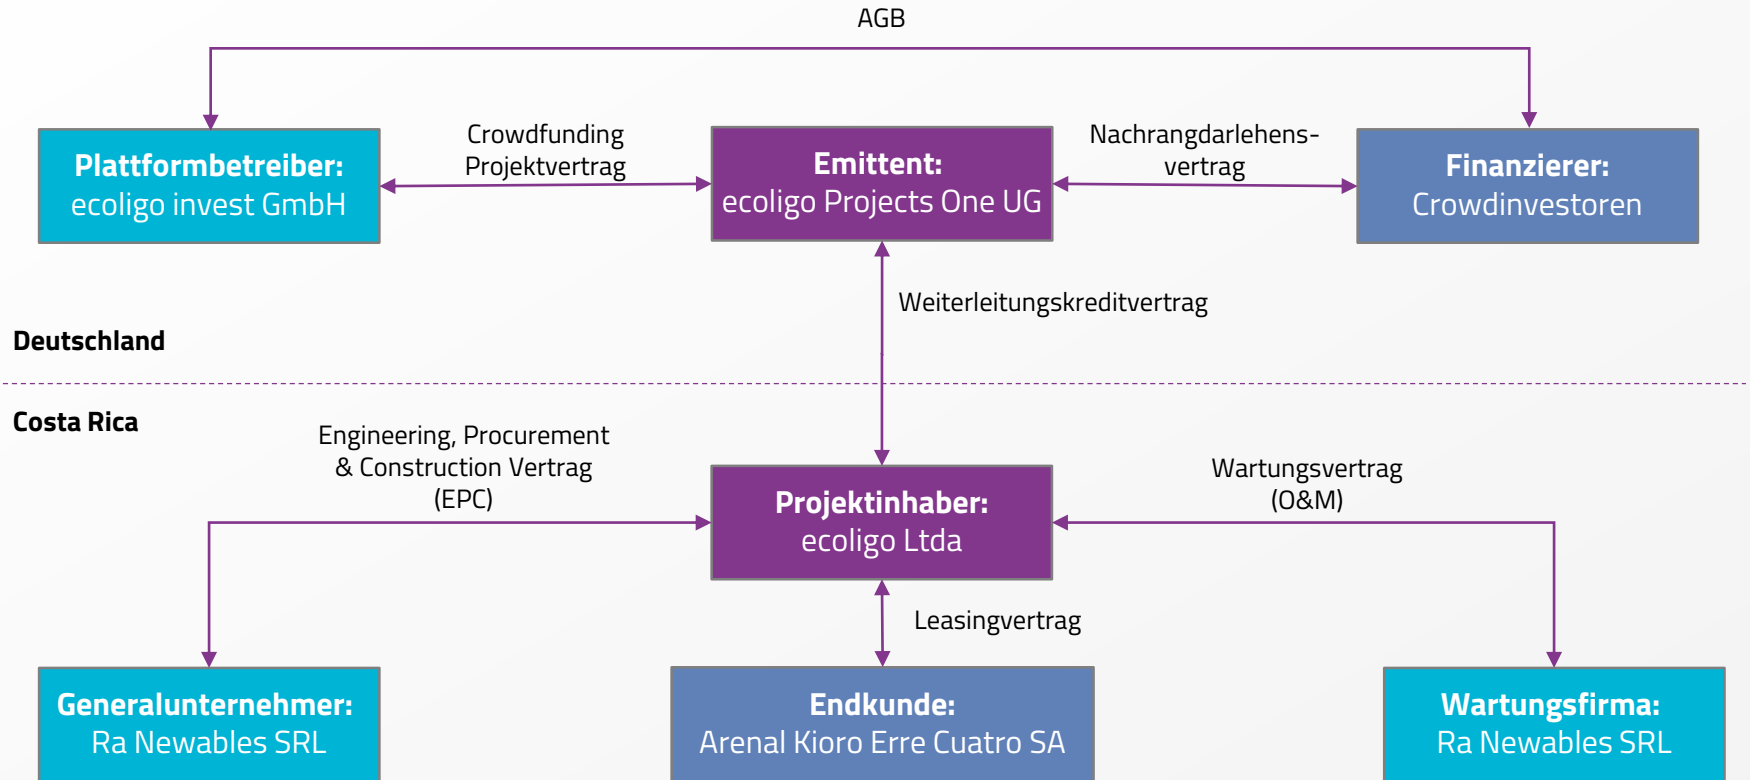 AGB
Plattformbetreiber:
ecoligo invest GmbH
Crowdfunding
Projektvertrag
Emittent:
ecoligo Projects One UG
Nachrangdarlehens-
vertrag
Finanzierer:
Crowdinvestoren
Weiterleitungskreditvertrag
Deutschland
Costa Rica
Engineering, Procurement
& Construction Vertrag
(EPC)
Projektinhaber:
ecoligo Ltda
Wartungsvertrag
(O&M)
Leasingvertrag
Generalunternehmer:
Ra Newables SRL
Endkunde:
Arenal Kioro Erre Cuatro SA
Wartungsfirma:
Ra Newables SRL